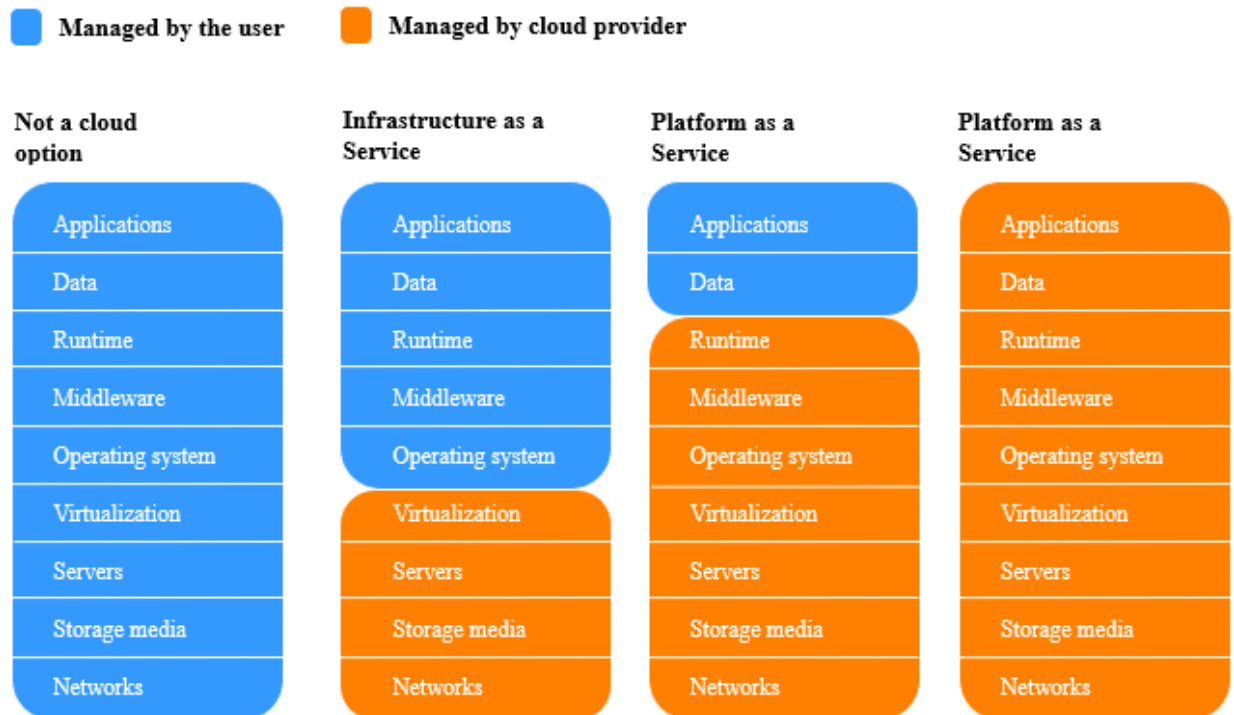 Managed by the user
Managed by cloud provider
Not a cloud
option
Applications
Data
Runtime
Middleware
Operating system
Virtualization
Servers
Storage media
Networks
Infrastructure as a
Service
Applications
Data
Runtime
Middleware
Operating system
Virtualization
Servers
Storage media
Networks
Platform as a
Service
Applications
Data
Runtime
Middleware
Operating system
Virtualization
Servers
Storage media
Networks
Platform as a
Service
Applications
Data
Runtime
Middleware
Operating system
Virtualization
Servers
Storage media
Networks